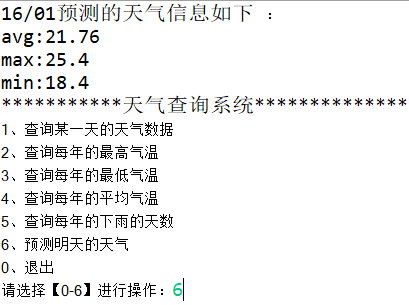 16/01预测的天气信息如下 :
avg:21.76
max:25.4
min:18.4
***********天气查询系统**************
1、查询某一天的天气数据
2、查询每年的最高气温
3、查询每年的最低气温
4、查询每年的平均气温
5、查询每年的下雨的天数
6、预测明天的天气
0、退出
请选择【0-6】进行操作：6